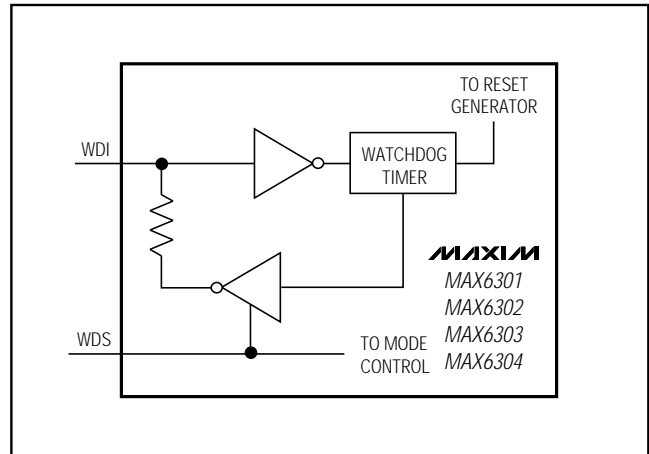 TO RESET
GENERATOR
WDI
WATCHDOG
TIMER
MAXIM
MAX6301
MAX6302
MAX6303
MAX6304
WDS
TO MODE
CONTROL